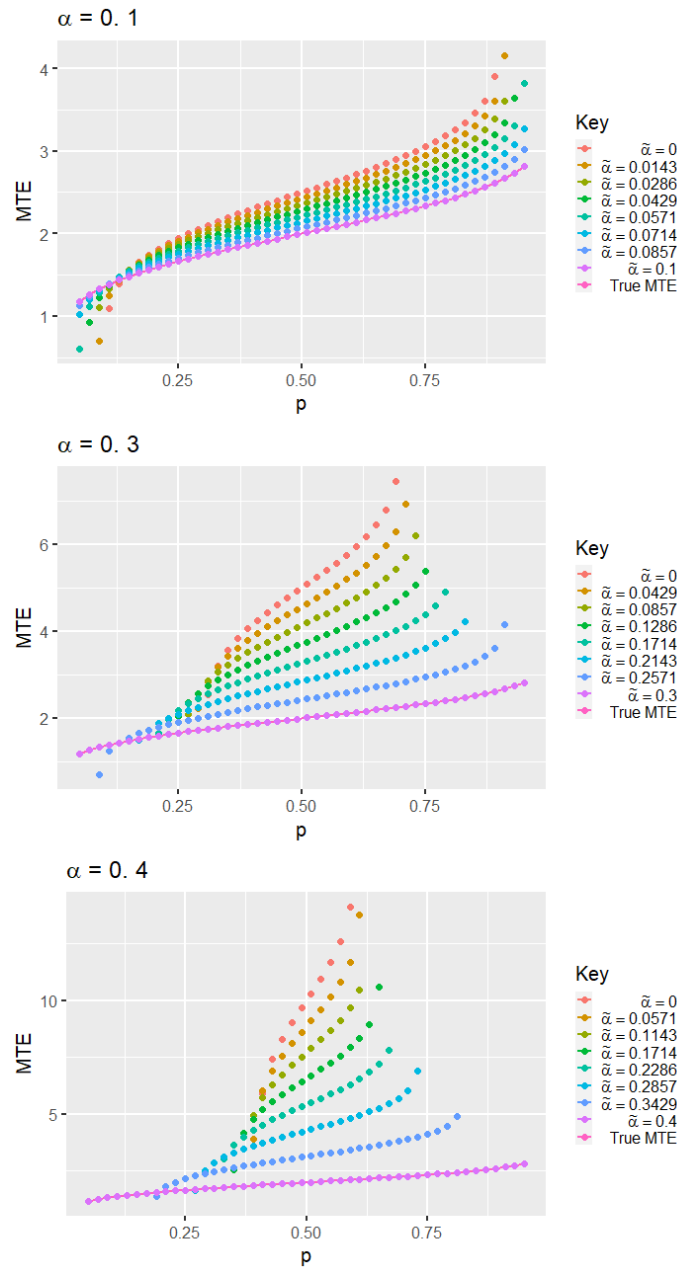 α = 0. 1
4
3
2
1
MTE
0.25
0.50
0.75
p
Key
α̃ = 0
α̃ = 0.0143
α̃ = 0.0286
α̃ = 0.0429
α̃ = 0.0571
α̃ = 0.0714
α̃ = 0.0857
α̃ = 0.1
True MTE
α = 0. 3
6
4
2
MTE
0.25
0.50
0.75
p
Key
α̃ = 0
α̃ = 0.0429
α̃ = 0.0857
α̃ = 0.1286
α̃ = 0.1714
α̃ = 0.2143
α̃ = 0.2571
α̃ = 0.3
True MTE
α = 0. 4
10
5
MTE
0.25
0.50
0.75
p
Key
α̃ = 0
α̃ = 0.0571
α̃ = 0.1143
α̃ = 0.1714
α̃ = 0.2286
α̃ = 0.2857
α̃ = 0.3429
α̃ = 0.4
True MTE